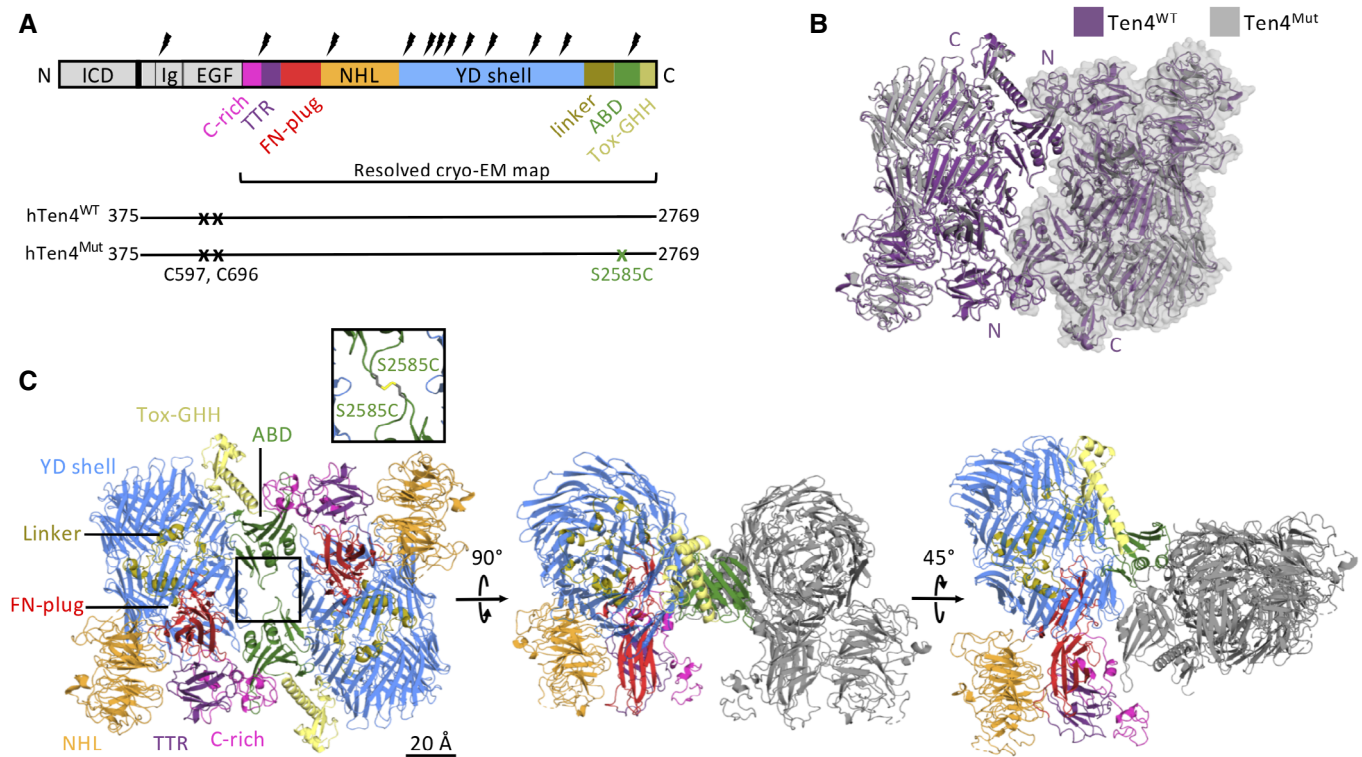 A
N ICD Ig EGF NHL YD shell C
C-rich TTR FN-plug linker ABD Tox-GHH
Resolved cryo-EM map
hTen4WT 375 x x 2769
hTen4Mut 375 x x x 2769
C597, C696 S2585C
B
Ten4WT Ten4Mut
C N
N C
C
S2585C
S2585C
Tox-GHH
ABD
YD shell
Linker
FN-plug
NHL TTR C-rich
20 Å
90°
45°